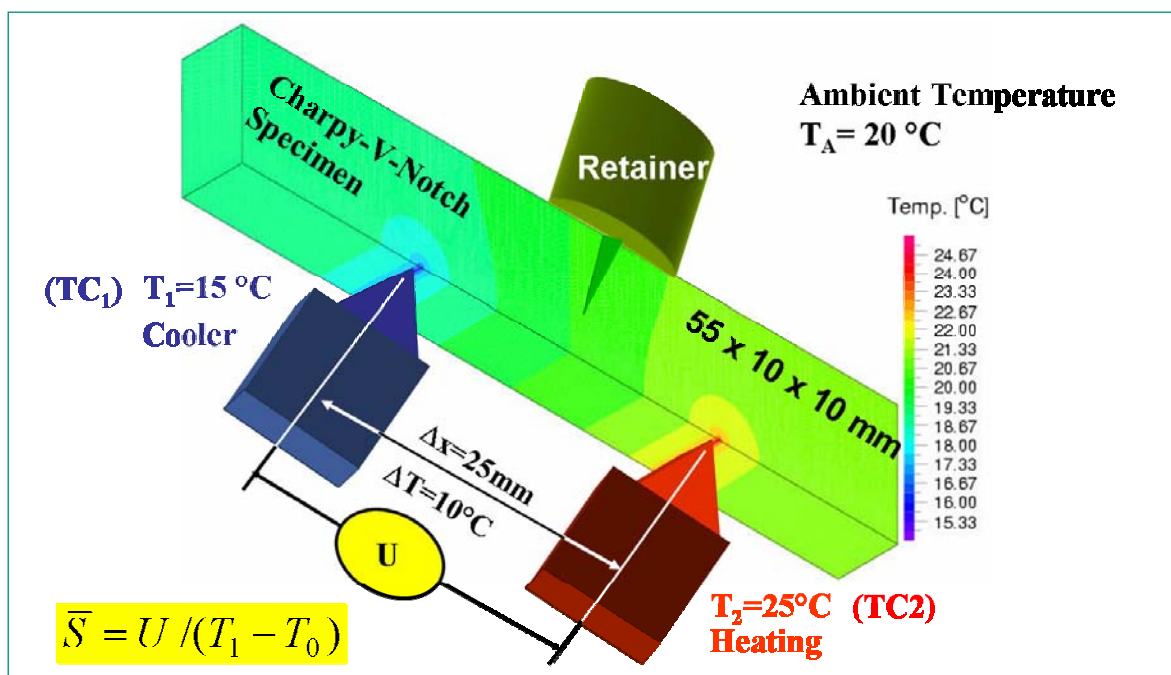 Charpy-V-Notch
Specimen
Retainer
Ambient Temperature
T_A= 20 °C
Temp. [°C]
24.67
24.00
23.33
22.67
22.00
21.33
20.67
20.00
19.33
18.67
18.00
17.33
16.67
16.00
15.33
(TC₁) T₁=15 °C
Cooler
55 x 10 x 10 mm
Δx=25mm
ΔT=10°C
U
T₂=25°C (TC2)
Heating
S̅ = U /(T₁ − T₀)